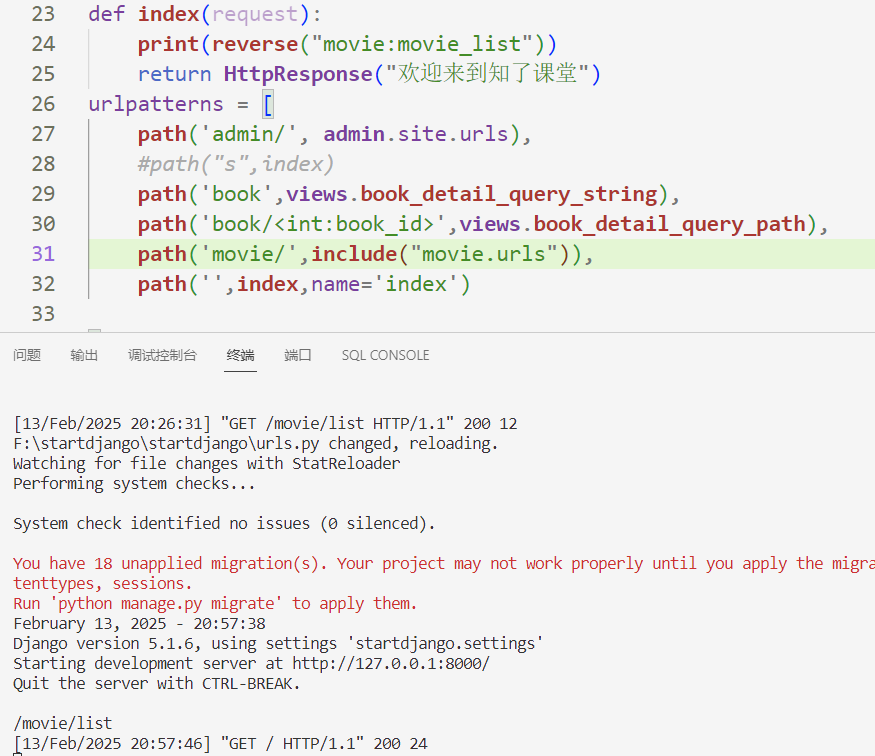 23 def index(request):
24     print(reverse("movie:movie_list"))
25     return HttpResponse("欢迎来到知了课堂")
26 urlpatterns = [
27     path('admin/', admin.site.urls),
28     #path("s",index)
29     path('book',views.book_detail_query_string),
30     path('book/<int:book_id>',views.book_detail_query_path),
31     path('movie/',include("movie.urls")),
32     path('',index,name='index')
33
问题 输出 调试控制台 终端 端口 SQL CONSOLE
[13/Feb/2025 20:26:31] "GET /movie/list HTTP/1.1" 200 12
F:\startdjango\startdjango\urls.py changed, reloading.
Watching for file changes with StatReloader
Performing system checks...
System check identified no issues (0 silenced).
You have 18 unapplied migration(s). Your project may not work properly until you apply the migra
tenttypes, sessions.
Run 'python manage.py migrate' to apply them.
February 13, 2025 - 20:57:38
Django version 5.1.6, using settings 'startdjango.settings'
Starting development server at http://127.0.0.1:8000/
Quit the server with CTRL-BREAK.
/movie/list
[13/Feb/2025 20:57:46] "GET / HTTP/1.1" 200 24